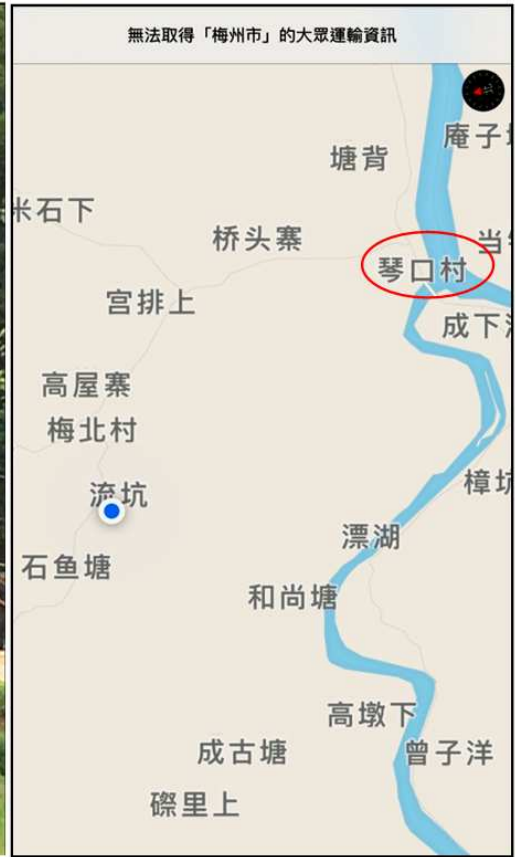 無法取得「梅州市」的大眾運輸資訊
北
庵子
塘背
米石下
桥头寨
琴口村
宫排上
成下
高屋寨
梅北村
流坑
樟坑
漂湖
石鱼塘
和尚塘
高墩下
成古塘
曾子洋
磜里上